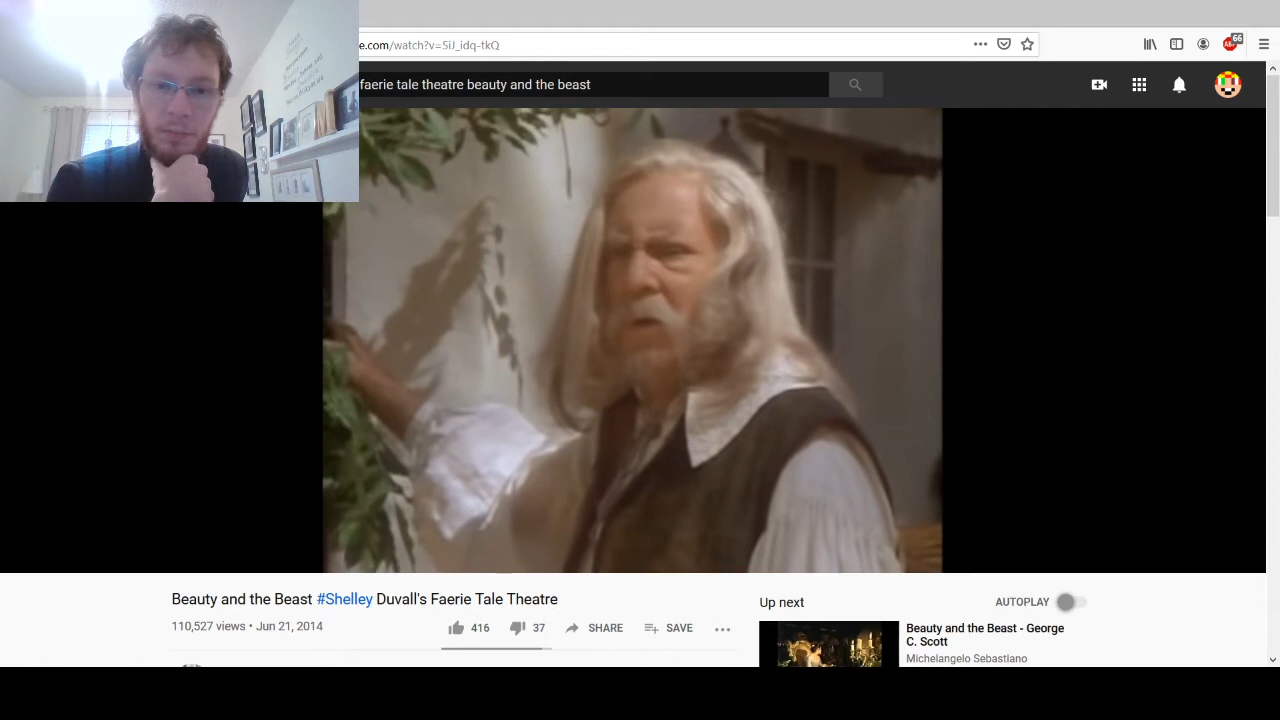 e.com/watch?v=5iJ_idq-tkQ
66
faerie tale theatre beauty and the beast
Beauty and the Beast #Shelley Duvall's Faerie Tale Theatre
110,527 views • Jun 21, 2014
416
37
SHARE
SAVE
Up next
AUTOPLAY
Beauty and the Beast - George
C. Scott
Michelangelo Sebastiano